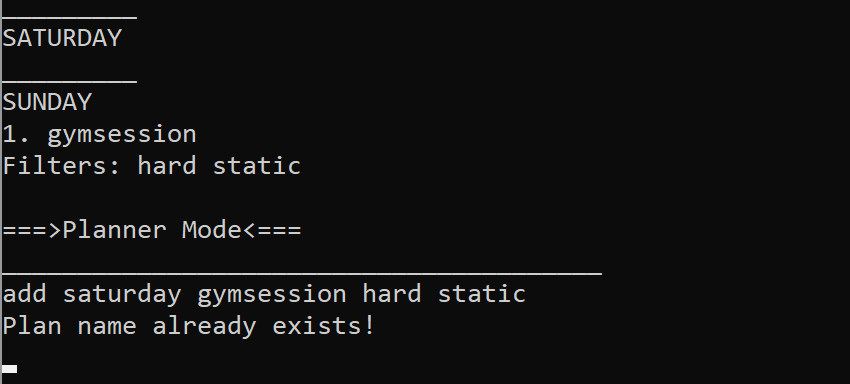 _________
SATURDAY
_________
SUNDAY
1. gymsession
Filters: hard static
===>Planner Mode<===
________________________________________
add saturday gymsession hard static
Plan name already exists!